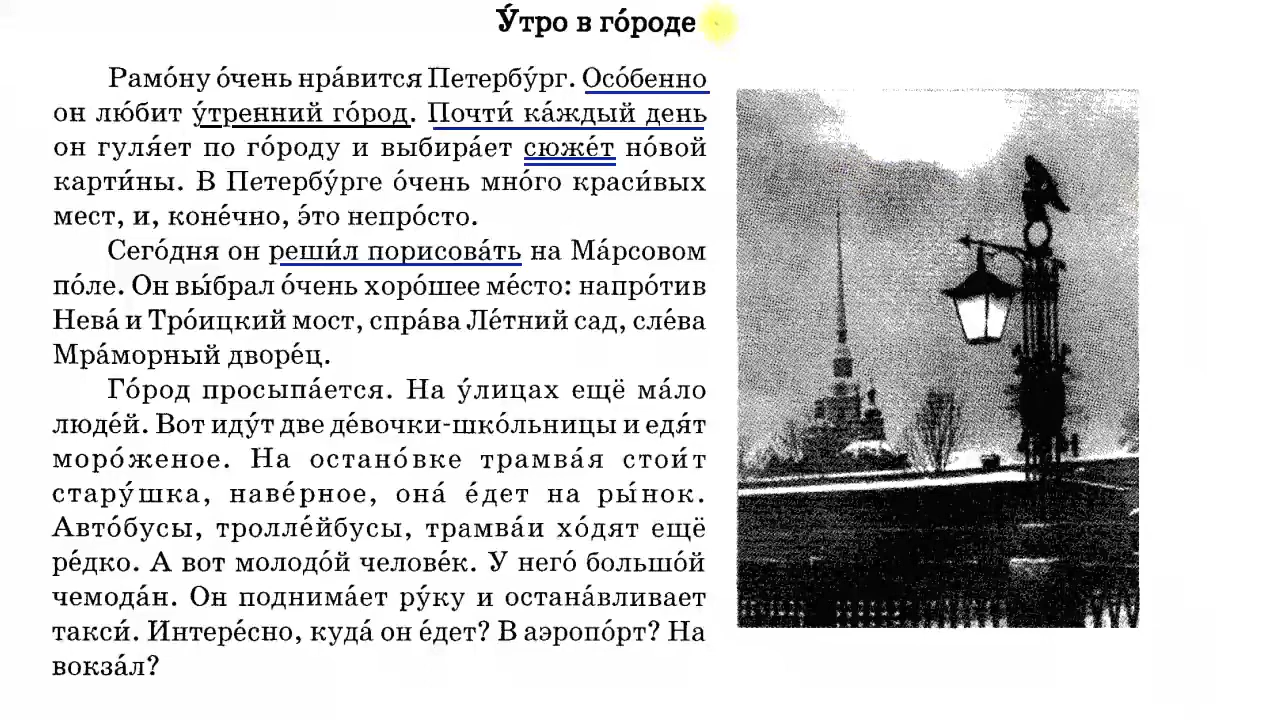 У́тро в го́роде
Рамо́ну о́чень нра́вится Петербу́рг. Осо́бенно
он лю́бит у́тренний го́род. Почти́ ка́ждый день
он гуля́ет по го́роду и выбира́ет сюже́т но́вой
карти́ны. В Петербу́рге о́чень мно́го краси́вых
мест, и, коне́чно, э́то непро́сто.
Сего́дня он реши́л порисова́ть на Ма́рсовом
по́ле. Он вы́брал о́чень хоро́шее ме́сто: напро́тив
Нева́ и Тро́ицкий мост, спра́ва Ле́тний сад, сле́ва
Мра́морный дворе́ц.
Го́род просыпа́ется. На у́лицах ещё ма́ло
люде́й. Вот иду́т две де́вочки-шко́льницы и едя́т
моро́женое. На остано́вке трамва́я стои́т
стару́шка, наве́рное, она́ е́дет на ры́нок.
Авто́бусы, тролле́йбусы, трамва́и хо́дят ещё
ре́дко. А вот молодо́й челове́к. У него́ большо́й
чемода́н. Он поднима́ет ру́ку и остана́вливает
такси́. Интере́сно, куда́ он е́дет? В аэропо́рт? На
вокза́л?